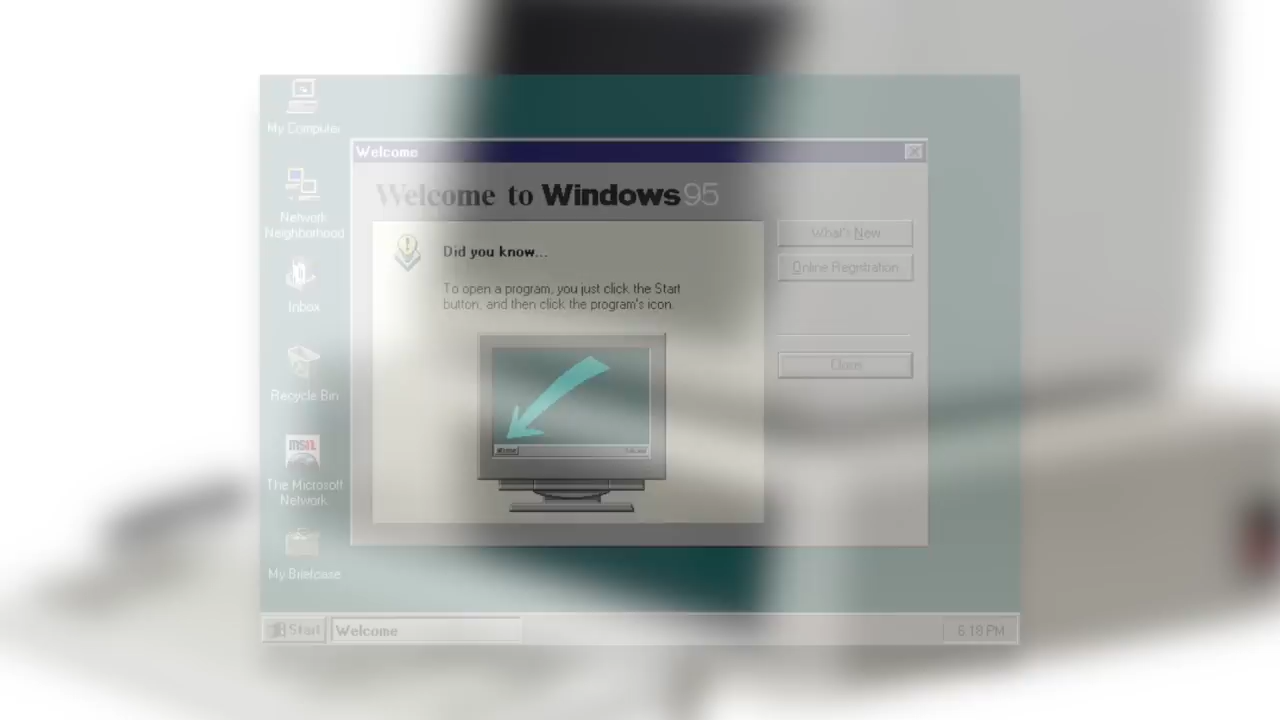 My Computer
Welcome
Welcome to Windows95
What's New
Network
Neighborhood
Did you know...
Online Registration
To open a program, you just click the Start
button, and then click the program's icon.
Inbox
Close
Recycle Bin
msn
The Microsoft
Network
My Briefcase
Start
Welcome
6:18 PM